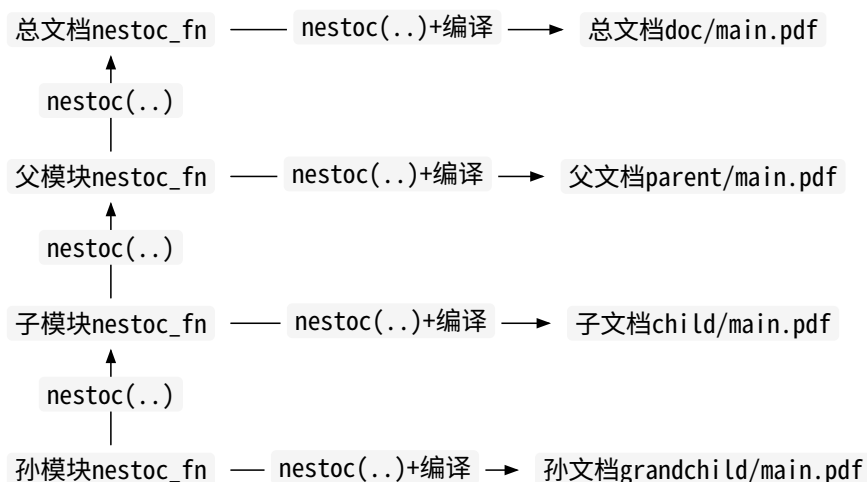 总文档nestoc_fn nestoc(..)+编译 总文档doc/main.pdf
nestoc(..)
父模块nestoc_fn nestoc(..)+编译 父文档parent/main.pdf
nestoc(..)
子模块nestoc_fn nestoc(..)+编译 子文档child/main.pdf
nestoc(..)
孙模块nestoc_fn nestoc(..)+编译 孙文档grandchild/main.pdf